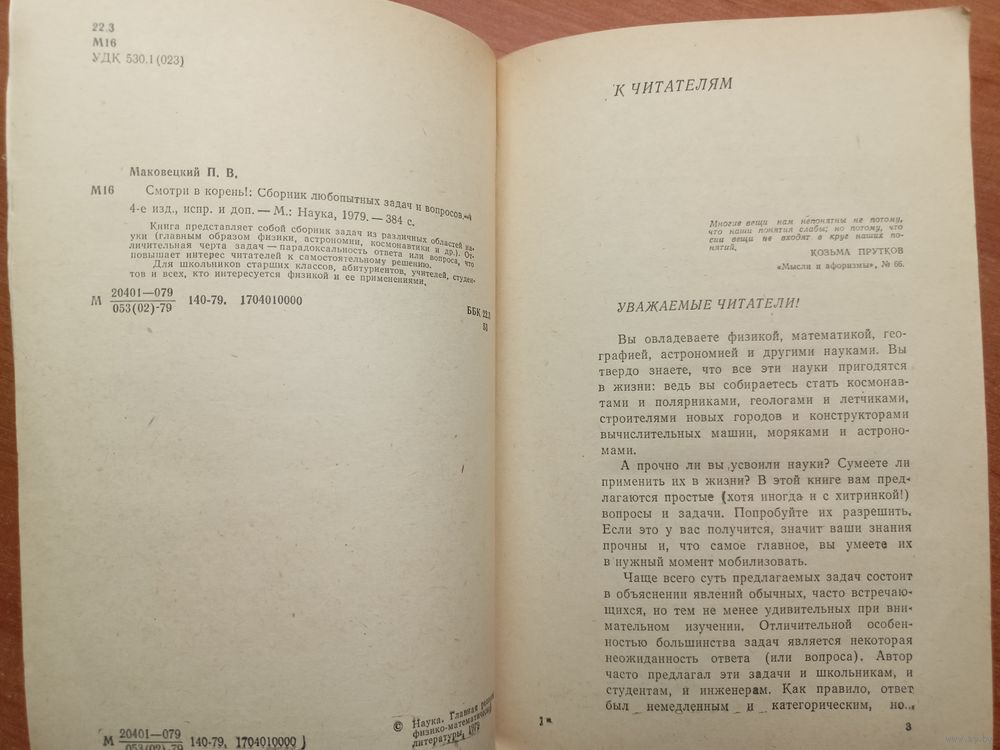 22.3
М16
УДК 530.1(023)
Маковецкий П. В.
М16 Смотри в корень!: Сборник любопытных задач и вопросов.—
4-е изд., испр. и доп. — М.: Наука, 1979. — 384 с.
Книга представляет собой сборник задач из различных областей на-
уки (главным образом физики, астрономии, космонавтики и др.). От-
личительная черта задач — парадоксальность ответа или вопроса, что
повышает интерес читателей к самостоятельному решению.
Для школьников старших классов, абитуриентов, учителей, студен-
тов и всех, кто интересуется физикой и ее применениями,
М 20401—079
053(02)-79 140-79. 1704010000
ББК 22.3
53
М 20401—079
053(02)-79 140-79, 1704010000
© Наука. Главная
физико-математической
литературы, 1979
К ЧИТАТЕЛЯМ
Многие вещи нам непонятны не потому,
что наши понятия слабы; но потому, что
сии вещи не входят в круг наших по-
нятий,
КОЗЬМА ПРУТКОВ
«Мысли и афоризмы», № 66.
УВАЖАЕМЫЕ ЧИТАТЕЛИ!
Вы овладеваете физикой, математикой, гео-
графией, астрономией и другими науками. Вы
твердо знаете, что все эти науки пригодятся
в жизни: ведь вы собираетесь стать космонав-
тами и полярниками, геологами и летчиками,
строителями новых городов и конструкторами
вычислительных машин, моряками и астроно-
мами.
А прочно ли вы усвоили науки? Сумеете ли
применить их в жизни? В этой книге вам пред-
лагаются простые (хотя иногда и с хитринкой!)
вопросы и задачи. Попробуйте их разрешить.
Если это у вас получится, значит ваши знания
прочны и, что самое главное, вы умеете их
в нужный момент мобилизовать.
Чаще всего суть предлагаемых задач состоит
в объяснении явлений обычных, часто встречаю-
щихся, но тем не менее удивительных при вни-
мательном изучении. Отличительной особен-
ностью большинства задач является некоторая
неожиданность ответа (или вопроса). Автор
часто предлагал эти задачи и школьникам, и
студентам, и инженерам. Как правило, ответ
был немедленным и категорическим, но...
1*
3